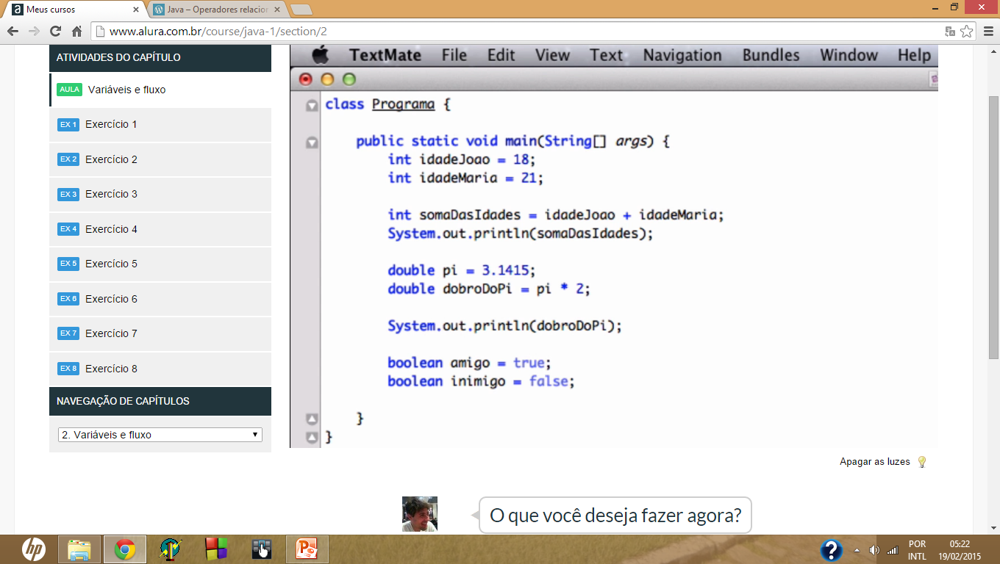 Meus cursos
Java – Operadores relacion
www.alura.com.br/course/java-1/section/2
ATIVIDADES DO CAPÍTULO
AULA Variáveis e fluxo
EX 1 Exercício 1
EX 2 Exercício 2
EX 3 Exercício 3
EX 4 Exercício 4
EX 5 Exercício 5
EX 6 Exercício 6
EX 7 Exercício 7
EX 8 Exercício 8
NAVEGAÇÃO DE CAPÍTULOS
2. Variáveis e fluxo
TextMate File Edit View Text Navigation Bundles Window Help
class Programa {
public static void main(String[] args) {
int idadeJoao = 18;
int idadeMaria = 21;
int somaDasIdades = idadeJoao + idadeMaria;
System.out.println(somaDasIdades);
double pi = 3.1415;
double dobroDoPi = pi * 2;
System.out.println(dobroDoPi);
boolean amigo = true;
boolean inimigo = false;
}
}
Apagar as luzes
O que você deseja fazer agora?
hp
POR
INTL
05:22
19/02/2015